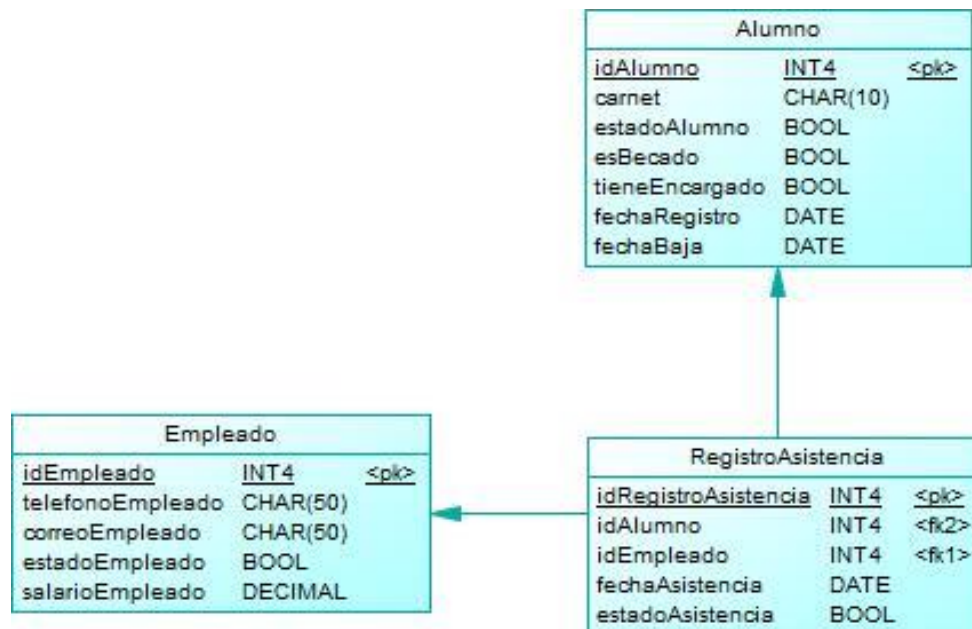 Alumno
idAlumno INT4 <pk>
carnet CHAR(10)
estadoAlumno BOOL
esBecado BOOL
tieneEncargado BOOL
fechaRegistro DATE
fechaBaja DATE
Empleado
idEmpleado INT4 <pk>
telefonoEmpleado CHAR(50)
correoEmpleado CHAR(50)
estadoEmpleado BOOL
salarioEmpleado DECIMAL
RegistroAsistencia
idRegistroAsistencia INT4 <pk>
idAlumno INT4 <fk2>
idEmpleado INT4 <fk1>
fechaAsistencia DATE
estadoAsistencia BOOL